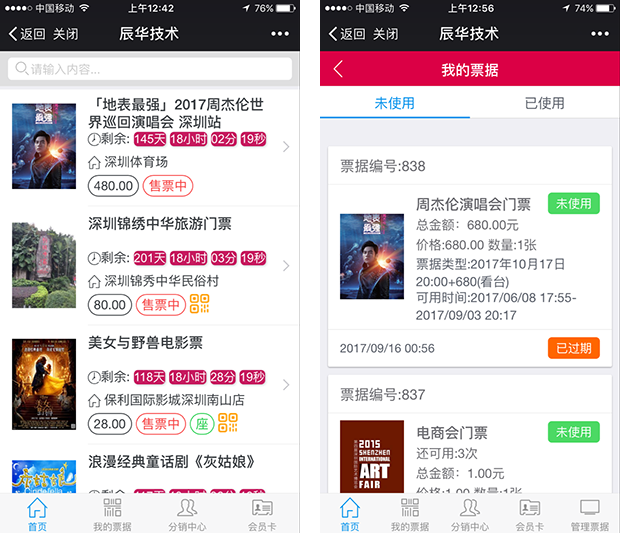 中国移动 上午12:42 76%
返回 关闭 辰华技术
请输入内容...
「地表最强」2017周杰伦世
界巡回演唱会 深圳站
剩余: 145天 18小时 02分 19秒
深圳体育场
480.00 售票中
深圳锦绣中华旅游门票
剩余: 201天 18小时 03分 19秒
深圳锦秀中华民俗村
80.00 售票中
美女与野兽电影票
剩余: 118天 18小时 28分 19秒
保利国际影城深圳南山店
28.00 售票中 座
浪漫经典童话剧《灰姑娘》
首页 我的票据 分销中心 会员卡
中国移动 上午12:56 74%
返回 关闭 辰华技术
我的票据
未使用 已使用
票据编号:838
周杰伦演唱会门票 未使用
总金额: 680.00元
价格:680.00 数量:1张
票据类型:2017年10月17日
20:00+680(看台)
可用时间:2017/06/08 17:55-
2017/09/03 20:17
2017/09/16 00:56 已过期
票据编号:837
电商会门票 未使用
还可用:3次
总金额: 1.00元
价格:1.00 数量:1张
2015
SHENZHEN
INTERNATIONAL
ART
FAIR
首页 我的票据 分销中心 会员卡 管理票据